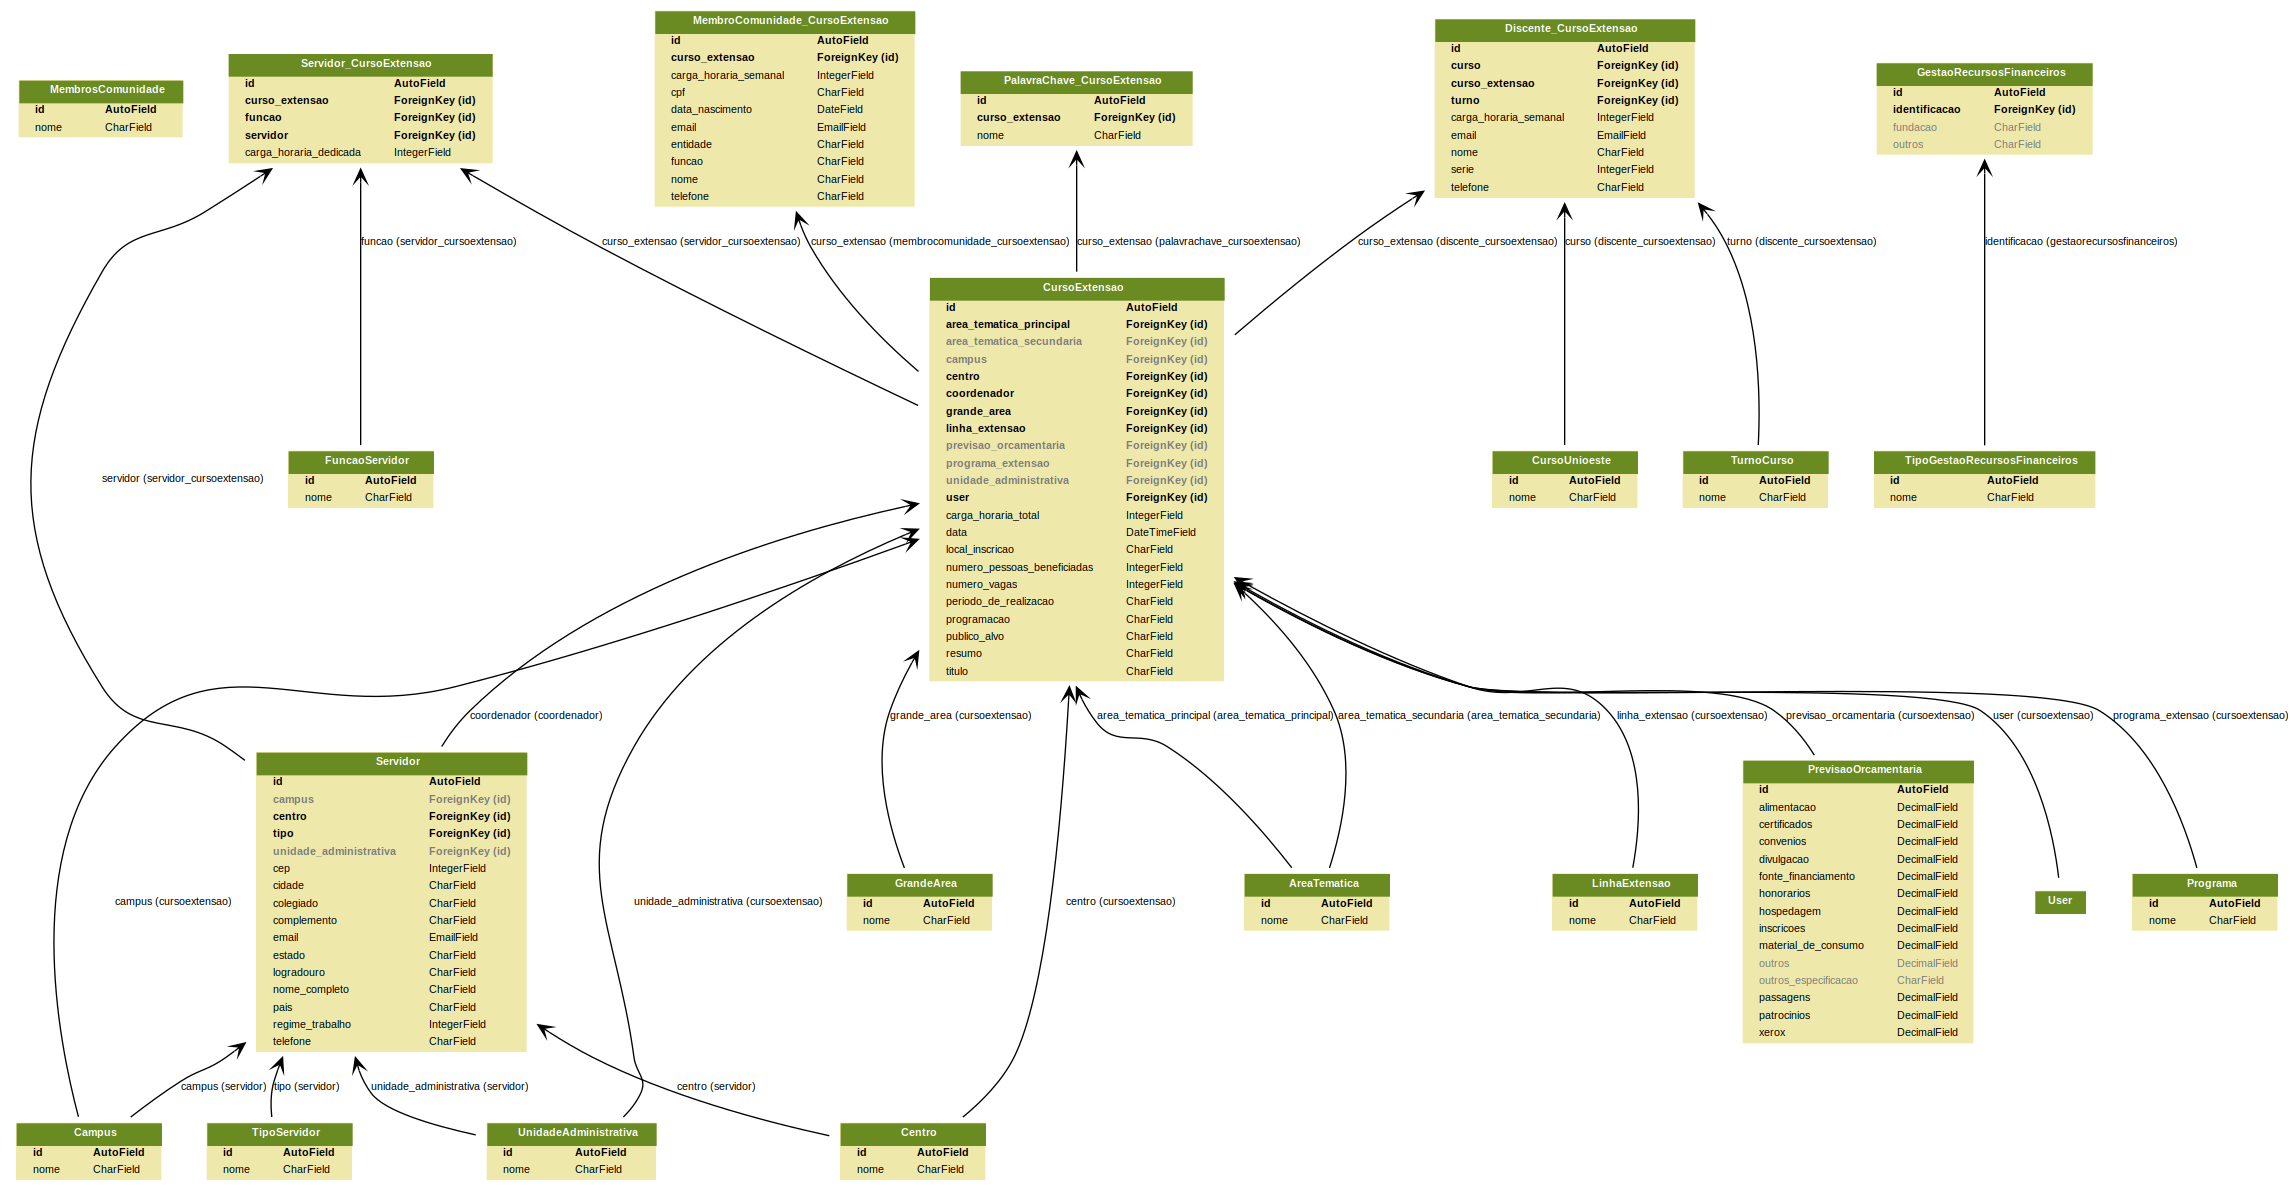 MembrosComunidade
id AutoField
nome CharField
Servidor_CursoExtensao
id AutoField
curso_extensao ForeignKey (id)
funcao ForeignKey (id)
servidor ForeignKey (id)
carga_horaria_dedicada IntegerField
MembroComunidade_CursoExtensao
id AutoField
curso_extensao ForeignKey (id)
carga_horaria_semanal IntegerField
cpf CharField
data_nascimento DateField
email EmailField
entidade CharField
funcao CharField
nome CharField
telefone CharField
PalavraChave_CursoExtensao
id AutoField
curso_extensao ForeignKey (id)
nome CharField
Discente_CursoExtensao
id AutoField
curso ForeignKey (id)
curso_extensao ForeignKey (id)
turno ForeignKey (id)
carga_horaria_semanal IntegerField
email EmailField
nome CharField
serie IntegerField
telefone CharField
GestaoRecursosFinanceiros
id AutoField
identificacao ForeignKey (id)
fundacao CharField
outros CharField
funcao (servidor_cursoextensao)
curso_extensao (servidor_cursoextensao)
curso_extensao (membrocomunidade_cursoextensao)
curso_extensao (palavrachave_cursoextensao)
curso_extensao (discente_cursoextensao)
curso (discente_cursoextensao)
turno (discente_cursoextensao)
identificacao (gestaorecursosfinanceiros)
CursoExtensao
id AutoField
area_tematica_principal ForeignKey (id)
area_tematica_secundaria ForeignKey (id)
campus ForeignKey (id)
centro ForeignKey (id)
coordenador ForeignKey (id)
grande_area ForeignKey (id)
linha_extensao ForeignKey (id)
previsao_orcamentaria ForeignKey (id)
programa_extensao ForeignKey (id)
unidade_administrativa ForeignKey (id)
user ForeignKey (id)
carga_horaria_total IntegerField
data DateTimeField
local_inscricao CharField
numero_pessoas_beneficiadas IntegerField
numero_vagas IntegerField
periodo_de_realizacao CharField
programacao CharField
publico_alvo CharField
resumo CharField
titulo CharField
servidor (servidor_cursoextensao)
FuncaoServidor
id AutoField
nome CharField
CursoUnioeste
id AutoField
nome CharField
TurnoCurso
id AutoField
nome CharField
TipoGestaoRecursosFinanceiros
id AutoField
nome CharField
coordenador (coordenador)
grande_area (cursoextensao)
area_tematica_principal (area_tematica_principal)
area_tematica_secundaria (area_tematica_secundaria)
linha_extensao (cursoextensao)
previsao_orcamentaria (cursoextensao)
user (cursoextensao)
programa_extensao (cursoextensao)
campus (cursoextensao)
Servidor
id AutoField
campus ForeignKey (id)
centro ForeignKey (id)
tipo ForeignKey (id)
unidade_administrativa ForeignKey (id)
cep IntegerField
cidade CharField
colegiado CharField
complemento CharField
email EmailField
estado CharField
logradouro CharField
nome_completo CharField
pais CharField
regime_trabalho IntegerField
telefone CharField
unidade_administrativa (cursoextensao)
GrandeArea
id AutoField
nome CharField
centro (cursoextensao)
AreaTematica
id AutoField
nome CharField
LinhaExtensao
id AutoField
nome CharField
PrevisaoOrcamentaria
id AutoField
alimentacao DecimalField
certificados DecimalField
convenios DecimalField
divulgacao DecimalField
fonte_financiamento DecimalField
honorarios DecimalField
hospedagem DecimalField
inscricoes DecimalField
material_de_consumo DecimalField
outros DecimalField
outros_especificacao CharField
passagens DecimalField
patrocinios DecimalField
xerox DecimalField
User
Programa
id AutoField
nome CharField
campus (servidor)
tipo (servidor)
unidade_administrativa (servidor)
centro (servidor)
Campus
id AutoField
nome CharField
TipoServidor
id AutoField
nome CharField
UnidadeAdministrativa
id AutoField
nome CharField
Centro
id AutoField
nome CharField